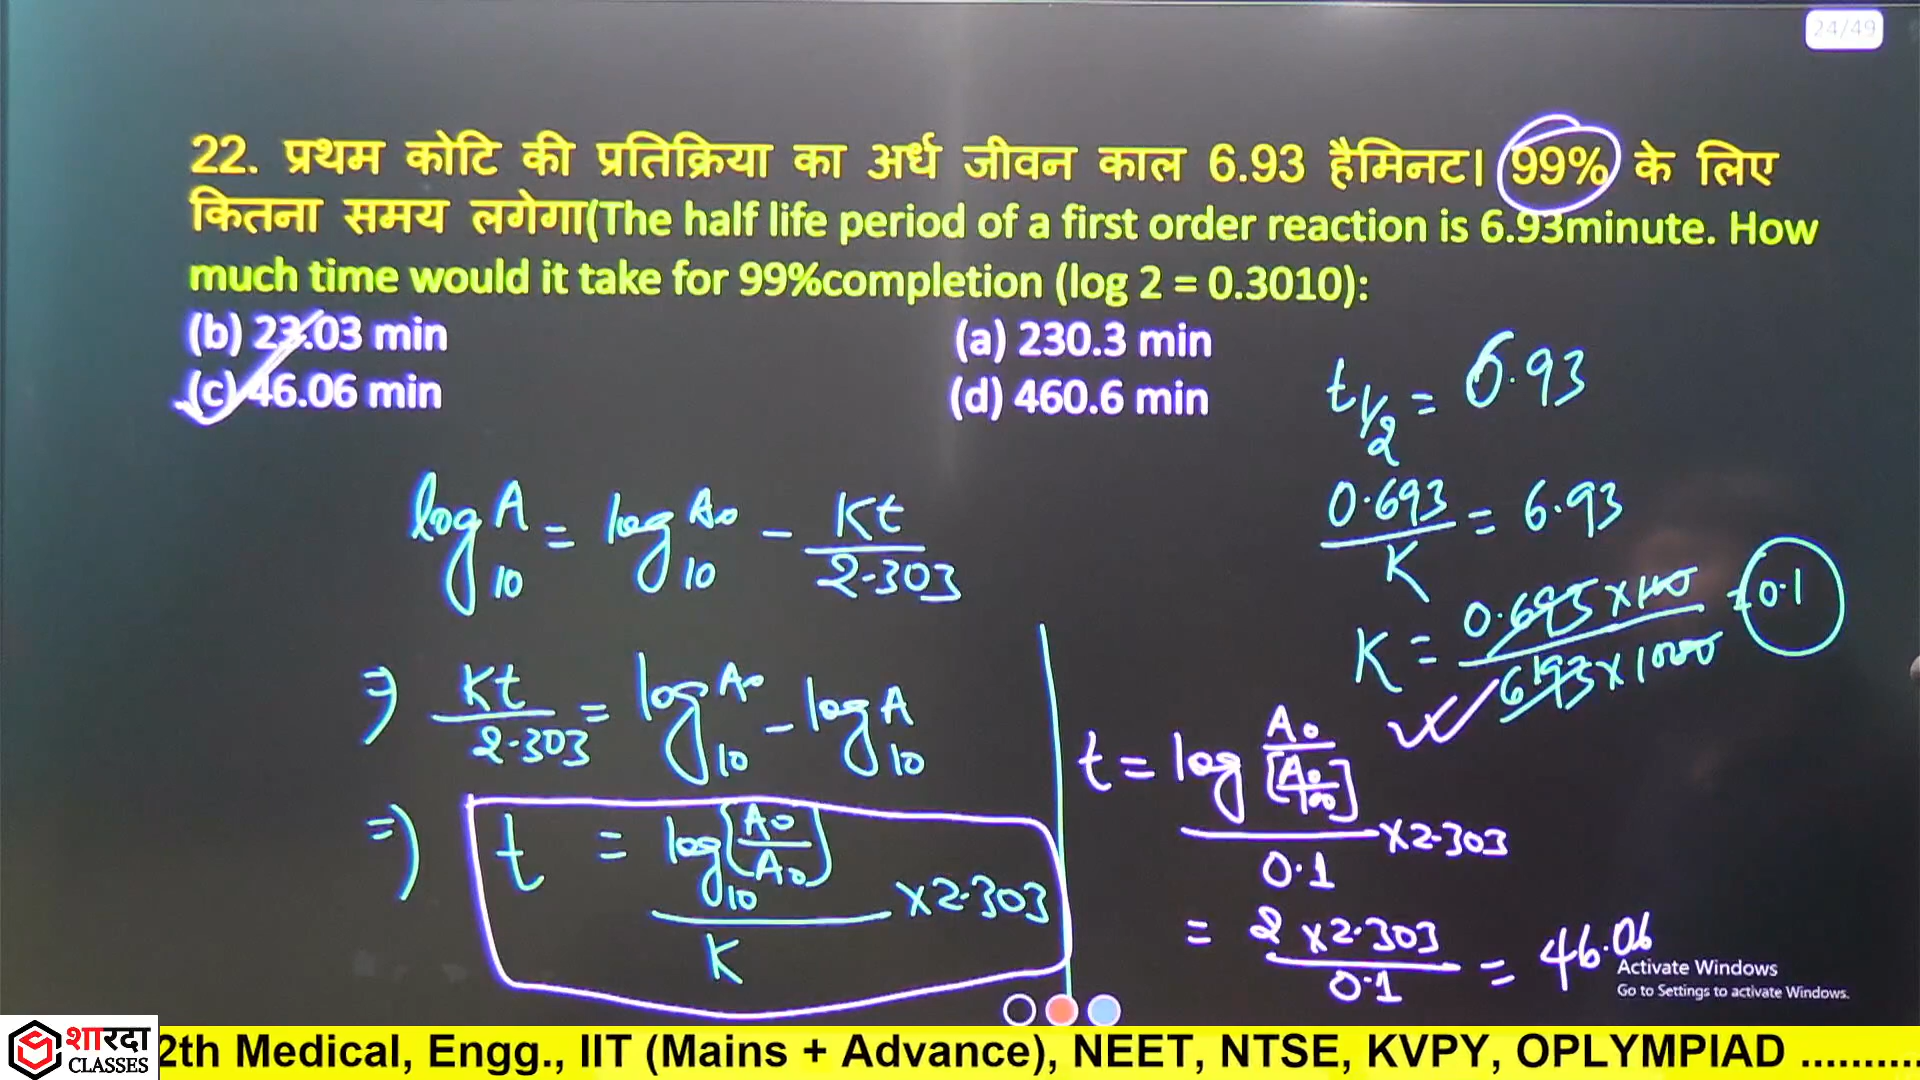 24/49
22. प्रथम कोटि की प्रतिक्रिया का अर्ध जीवन काल 6.93 हैमिनट। 99% के लिए
कितना समय लगेगा(The half life period of a first order reaction is 6.93minute. How
much time would it take for 99%completion (log 2 = 0.3010):
(b) 23.03 min (a) 230.3 min
(c) 46.06 min (d) 460.6 min
t1/2 = 6.93
0.693/K = 6.93
K = 0.693×100/693×1000 = 0.1
log10 A = log10 A0 - Kt/2.303
⇒ Kt/2.303 = log10 A0 - log10 A
⇒ t = log10[A0/A0]/K ×2.303
t = log A0/[A0/100]/0.1 ×2.303
= 2×2.303/0.1 = 46.06
Activate Windows
Go to Settings to activate Windows.
शारदा
CLASSES
2th Medical, Engg., IIT (Mains + Advance), NEET, NTSE, KVPY, OPLYMPIAD ..........